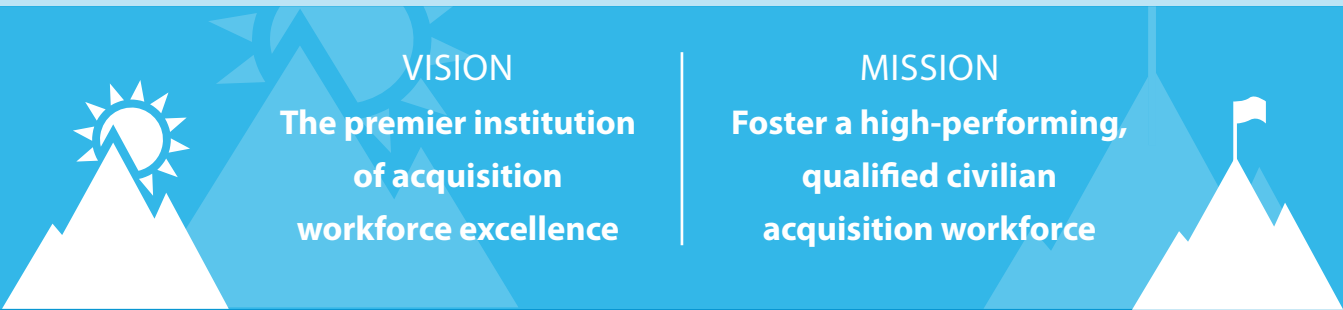 VISION
The premier institution
of acquisition
workforce excellence
MISSION
Foster a high-performing,
qualified civilian
acquisition workforce